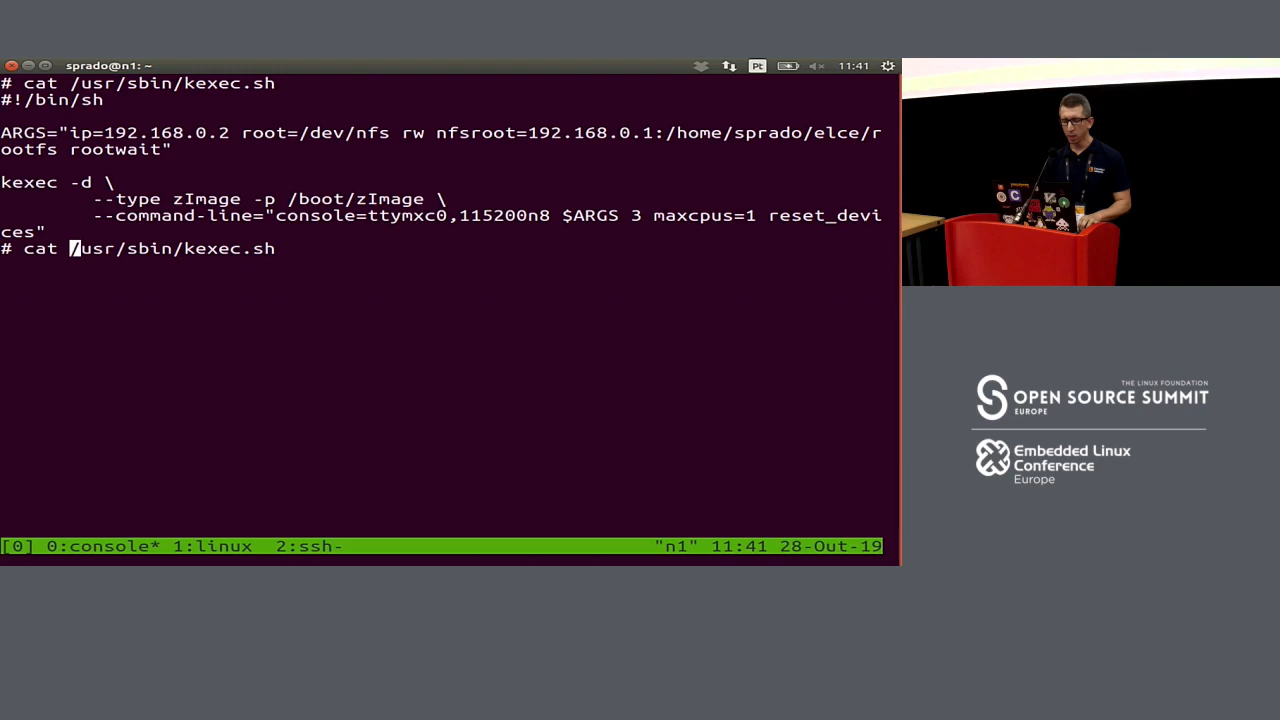 sprado@n1: ~
Pt
11:41
# cat /usr/sbin/kexec.sh
#!/bin/sh
ARGS="ip=192.168.0.2 root=/dev/nfs rw nfsroot=192.168.0.1:/home/sprado/elce/r
ootfs rootwait"
kexec -d \
--type zImage -p /boot/zImage \
--command-line="console=ttymxc0,115200n8 $ARGS 3 maxcpus=1 reset_devi
ces"
# cat /usr/sbin/kexec.sh
[0] 0:console* 1:linux 2:ssh- "n1" 11:41 28-Out-19
THE LINUX FOUNDATION
OPEN SOURCE SUMMIT
EUROPE
Embedded Linux
Conference
Europe